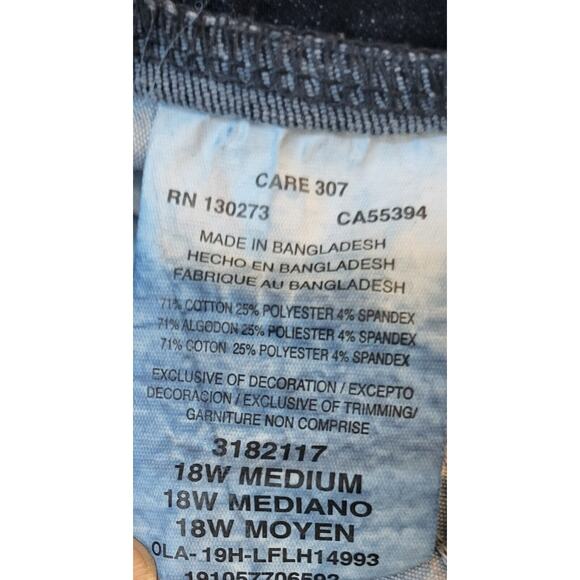 CARE 307
RN 130273 CA55394
MADE IN BANGLADESH
HECHO EN BANGLADESH
FABRIQUE AU BANGLADESH
71% COTTON 25% POLYESTER 4% SPANDEX
71% ALGODON 25% POLIESTER 4% SPANDEX
71% COTON 25% POLYESTER 4% SPANDEX
EXCLUSIVE OF DECORATION / EXCEPTO
DECORACION / EXCLUSIVE OF TRIMMING/
GARNITURE NON COMPRISE
3182117
18W MEDIUM
18W MEDIANO
18W MOYEN
OLA-19H-LFLH14993
191057706592